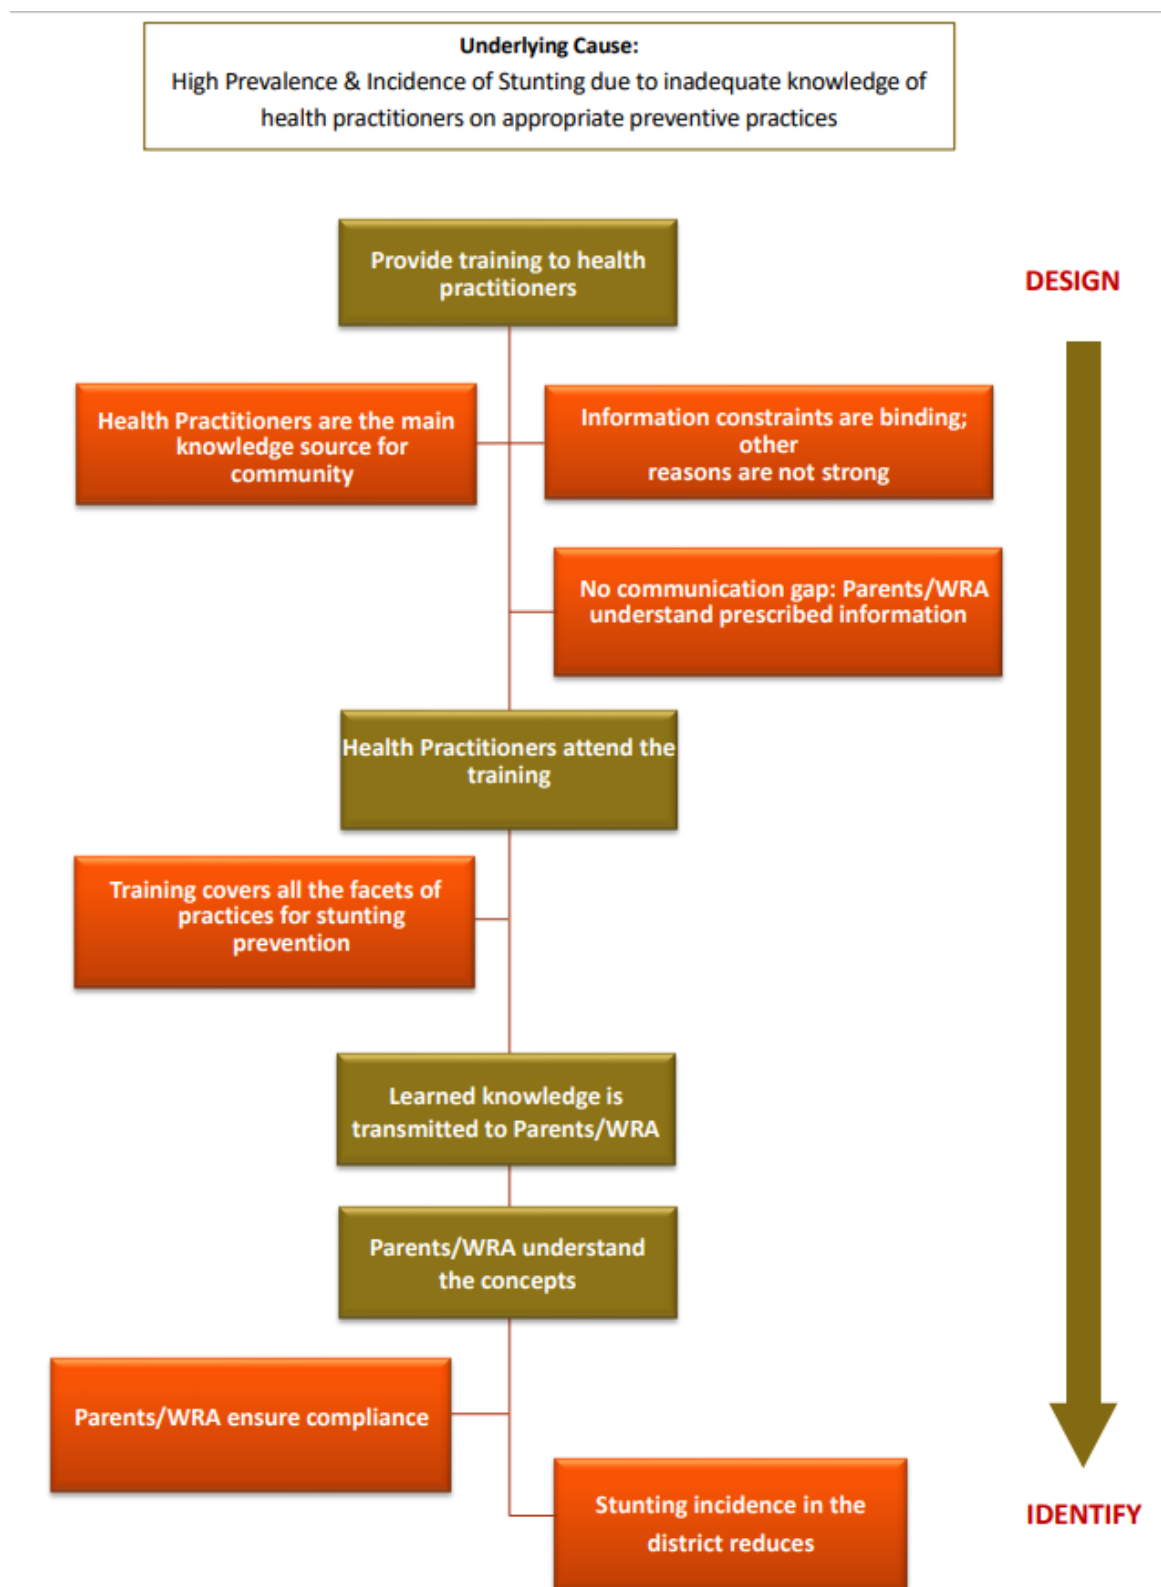 Underlying Cause:
High Prevalence & Incidence of Stunting due to inadequate knowledge of
health practitioners on appropriate preventive practices
Provide training to health
practitioners
DESIGN
Health Practitioners are the main
knowledge source for
community
Information constraints are binding;
other
reasons are not strong
No communication gap: Parents/WRA
understand prescribed information
Health Practitioners attend the
training
Training covers all the facets of
practices for stunting
prevention
Learned knowledge is
transmitted to Parents/WRA
Parents/WRA understand
the concepts
Parents/WRA ensure compliance
Stunting incidence in the
district reduces
IDENTIFY